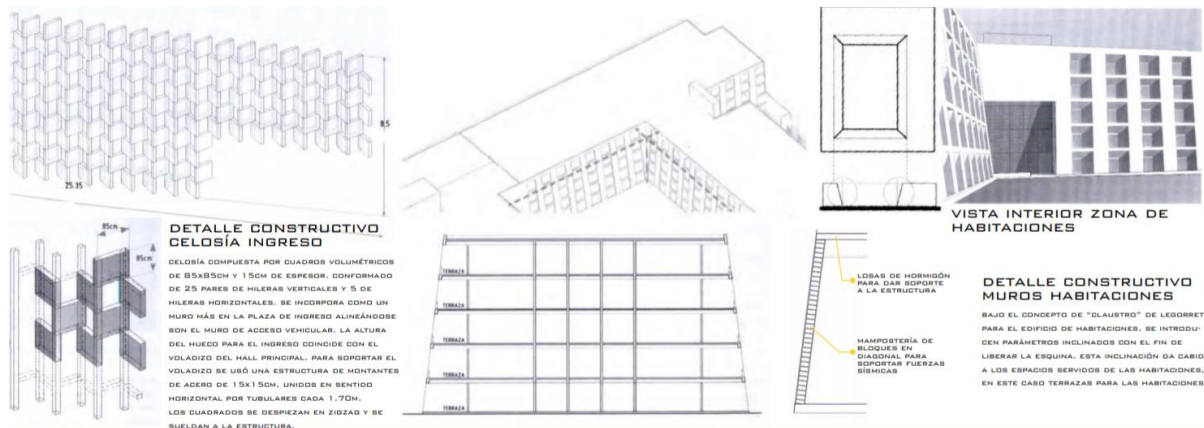 8.5
25.35
85cm
85cm
DETALLE CONSTRUCTIVO
CELOSÍA INGRESO
CELOSÍA COMPUESTA POR CUADROS VOLUMÉTRICOS
DE 85X85CM Y 15CM DE ESPESOR. CONFORMADO
DE 25 PARES DE HILERAS VERTICALES Y 5 DE
HILERAS HORIZONTALES. SE INCORPORA COMO UN
MURO MÁS EN LA PLAZA DE INGRESO ALINEÁNDOSE
SON EL MURO DE ACCESO VEHICULAR. LA ALTURA
DEL HUECO PARA EL INGRESO COINCIDE CON EL
VOLADIZO DEL HALL PRINCIPAL. PARA SOPORTAR EL
VOLADIZO SE USÓ UNA ESTRUCTURA DE MONTANTES
DE ACERO DE 15X15CM, UNIDOS EN SENTIDO
HORIZONTAL POR TUBULARES CADA 1.70M.
LOS CUADRADOS SE DESPIEZAN EN ZIGZAG Y SE
SUELDAN A LA ESTRUCTURA.
TERRAZA
TERRAZA
TERRAZA
TERRAZA
TERRAZA
VISTA INTERIOR ZONA DE
HABITACIONES
LOSAS DE HORMIGÓN
PARA DAR SOPORTE
A LA ESTRUCTURA
MAMPOSTERÍA DE
BLOQUES EN
DIAGONAL PARA
SOPORTAR FUERZAS
SÍSMICAS
DETALLE CONSTRUCTIVO
MUROS HABITACIONES
BAJO EL CONCEPTO DE "CLAUSTRO" DE LEGORRET
PARA EL EDIFICIO DE HABITACIONES, SE INTRODU-
CEN PARÁMETROS INCLINADOS CON EL FIN DE
LIBERAR LA ESQUINA. ESTA INCLINACIÓN DA CABID
A LOS ESPACIOS SERVIDOS DE LAS HABITACIONES,
EN ESTE CASO TERRAZAS PARA LAS HABITACIONES